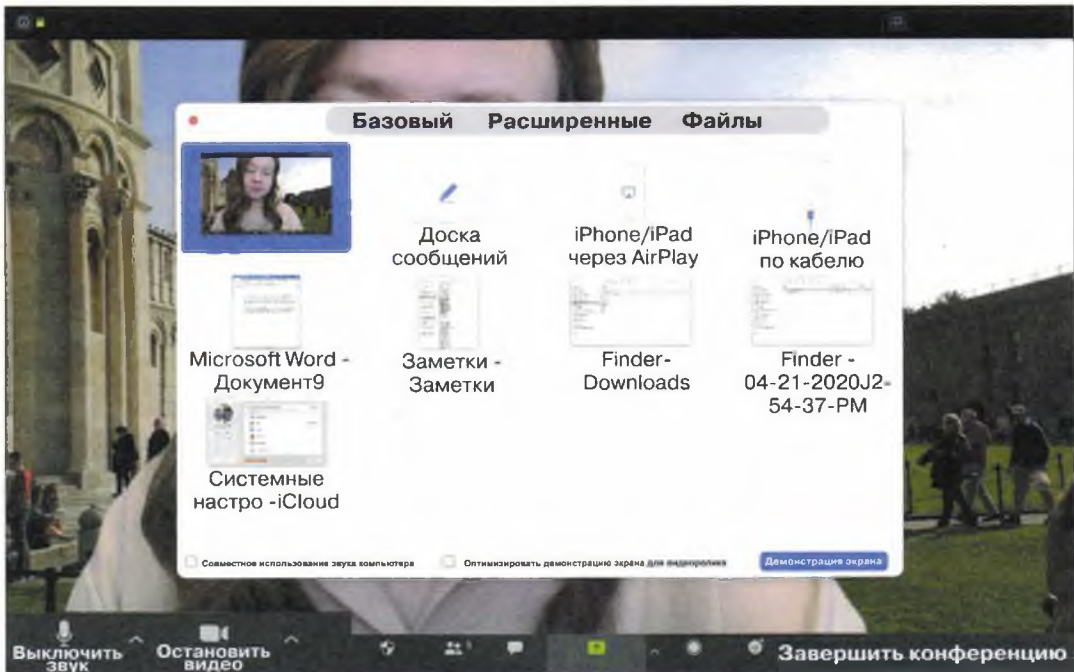 Базовый Расширенные Файлы
Доска
сообщений
iPhone/iPad
через AirPlay
iPhone/iPad
по кабелю
Microsoft Word -
Документ9
Заметки -
Заметки
Finder-
Downloads
Finder -
04-21-2020J2-
54-37-PM
Системные
настро -iCloud
Совместное использование звука компьютера
Оптимизировать демонстрацию экрана для видеоролика
Демонстрация экрана
Выключить
звук
Остановить
видео
Завершить конференцию